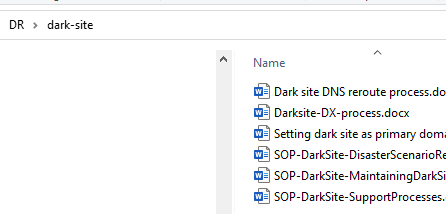 DR > dark-site
Name
Dark site DNS reroute process.do
Darksite-DX-process.docx
Setting dark site as primary doma
SOP-DarkSite-DisasterScenarioRe
SOP-DarkSite-MaintainingDarkSi
SOP-DarkSite-SupportProcesses.